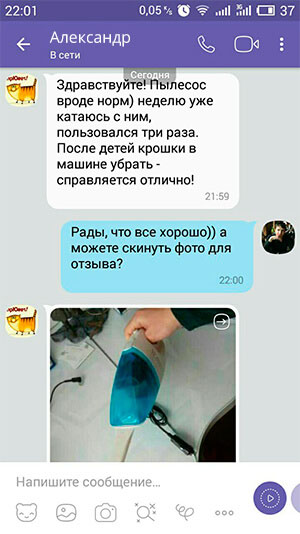 22:01
0,05 ᴷ/ₛ
37
Александр
В сети
Сегодня
Здравствуйте! Пылесос
вроде норм) неделю уже
катаюсь с ним,
пользовался три раза.
После детей крошки в
машине убрать -
справляется отлично!
21:59
Рады, что все хорошо)) а
можете скинуть фото для
отзыва?
22:00
Напишите сообщение...